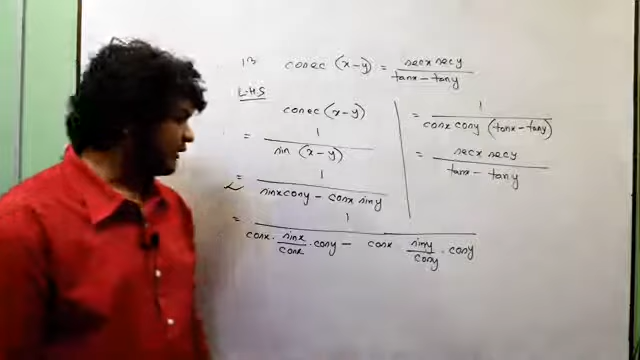 13 cosec (x-y) = secx secy / tanx - tany
L.H.S
cosec (x-y)
= 1 / sin (x-y)
= 1 / sinx cosy - cosx siny
= 1 / cosx · sinx/cosx · cosy - cosx siny/cosy · cosy
= 1 / cosx cosy (tanx - tany)
= secx secy / tanx - tany